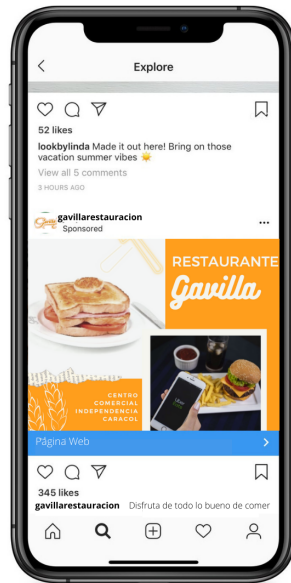 Explore
52 likes
lookbylinda Made it out here! Bring on those
vacation summer vibes ☀️
View all 5 comments
3 HOURS AGO
gavillarestauracion
Sponsored
RESTAURANTE
Gavilla
CENTRO
COMERCIAL
INDEPENDENCIA
CARACOL
Uber
Página Web
345 likes
gavillarestauracion Disfruta de todo lo bueno de comer